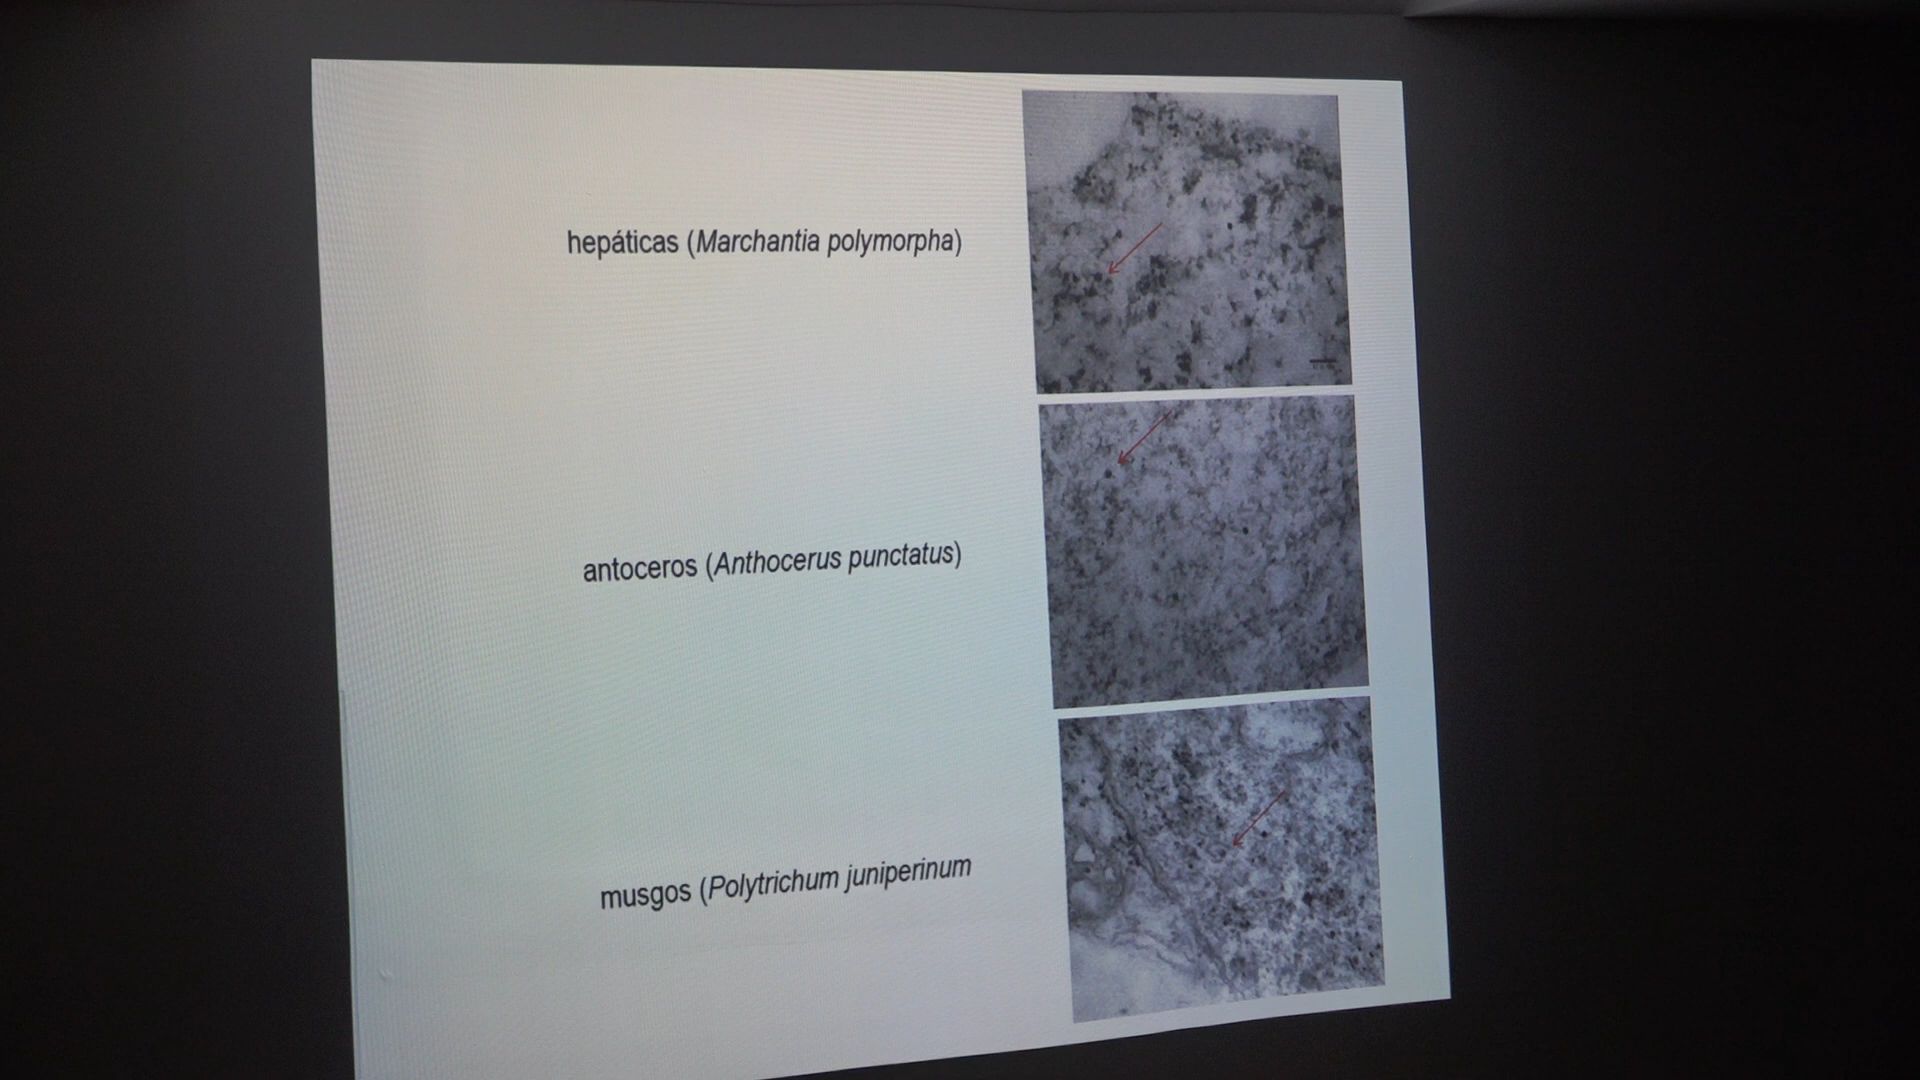 hepáticas (Marchantia polymorpha)
antoceros (Anthocerus punctatus)
musgos (Polytrichum juniperinum